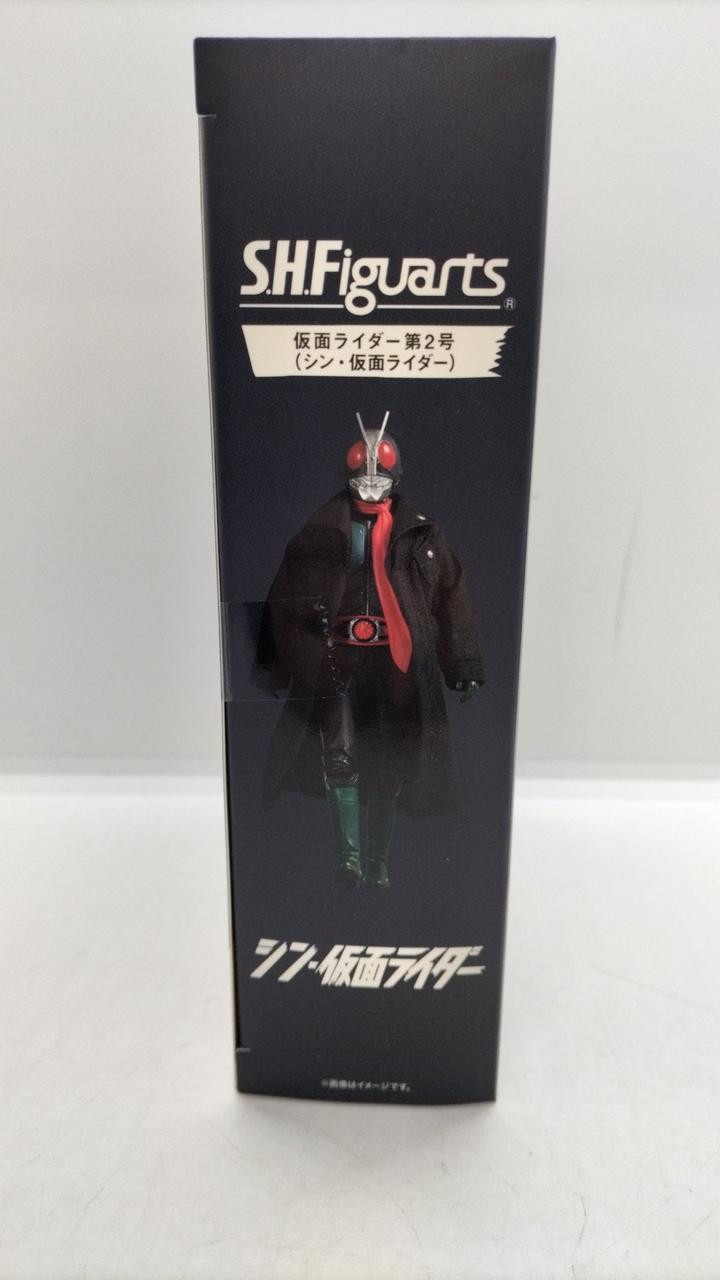 S.H.Figuarts®
仮面ライダー第2号
（シン・仮面ライダー）
シン・仮面ライダー
※画像はイメージです。